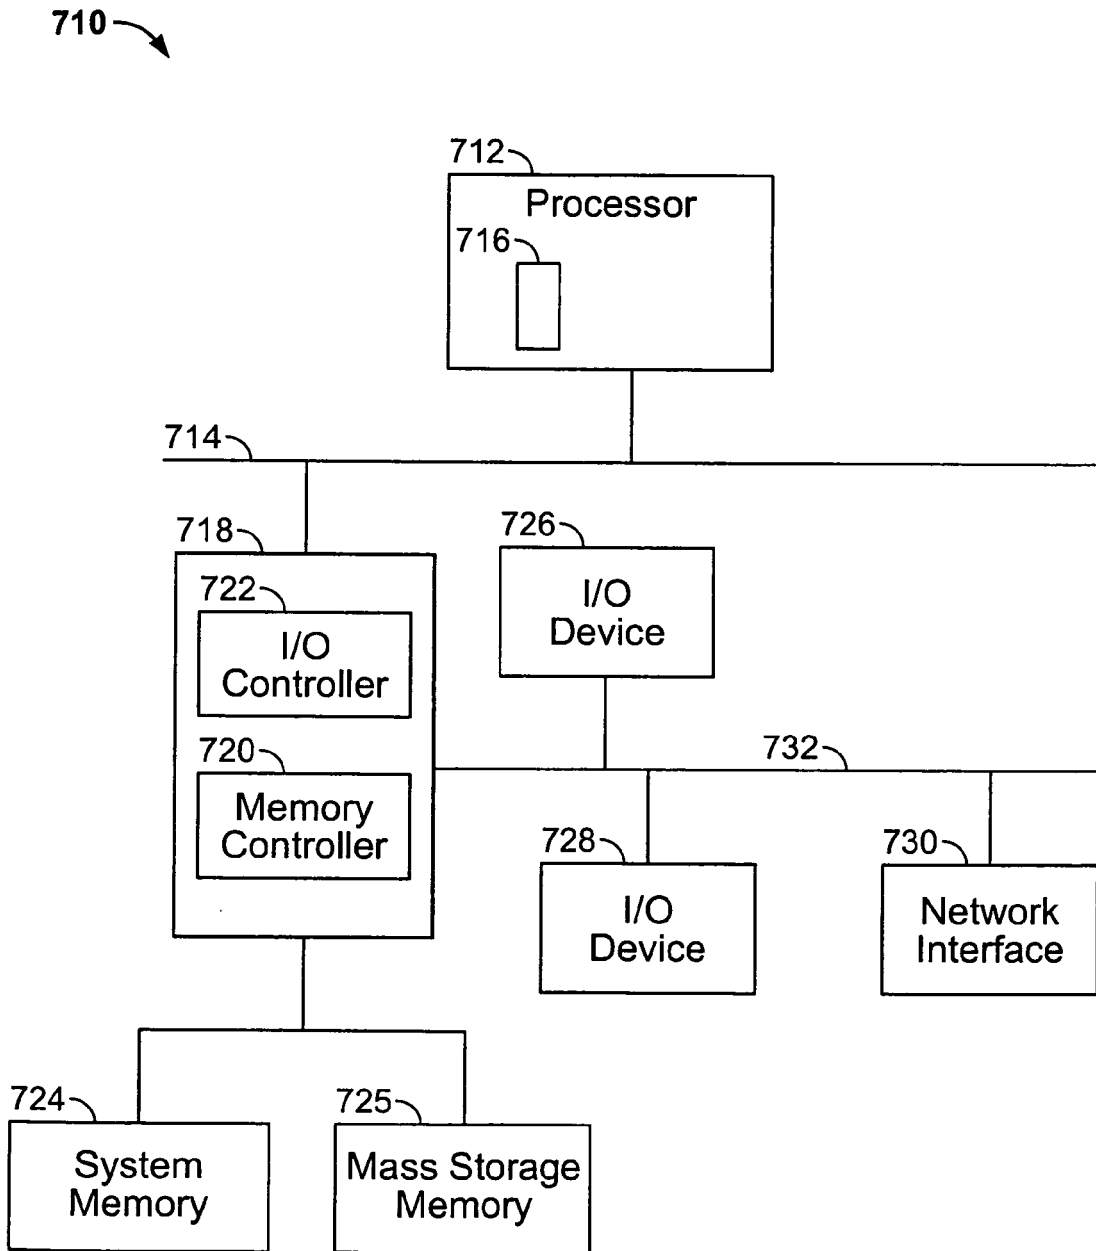 710
712
Processor
716
714
718
726
722
I/O
Controller
I/O
Device
720
732
Memory
Controller
728
730
I/O
Device
Network
Interface
724
725
System
Memory
Mass Storage
Memory